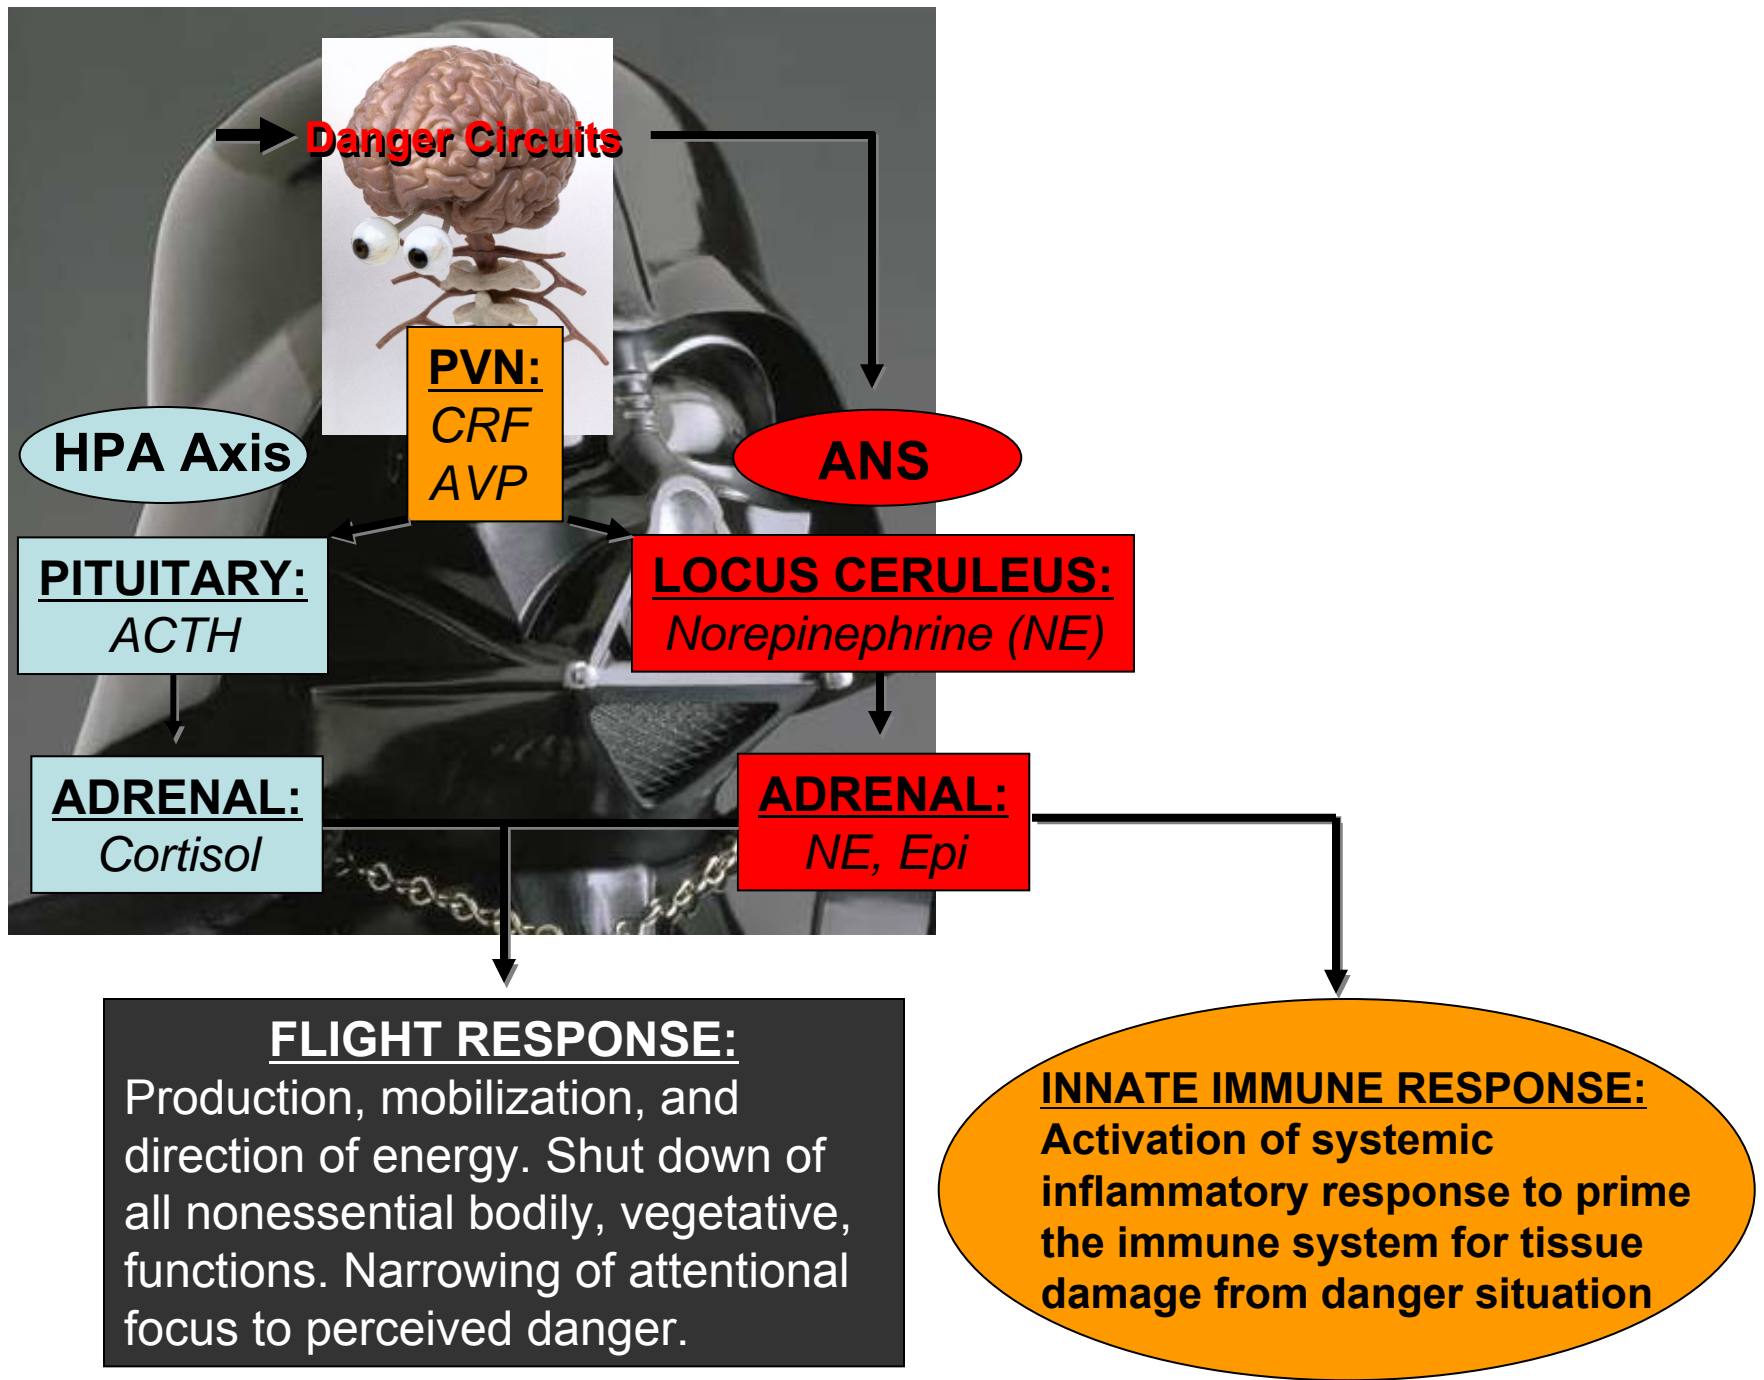 Danger Circuits
PVN:
CRF
AVP
HPA Axis
ANS
PITUITARY:
ACTH
LOCUS CERULEUS:
Norepinephrine (NE)
ADRENAL:
Cortisol
ADRENAL:
NE, Epi
FLIGHT RESPONSE:
Production, mobilization, and
direction of energy. Shut down of
all nonessential bodily, vegetative,
functions. Narrowing of attentional
focus to perceived danger.
INNATE IMMUNE RESPONSE:
Activation of systemic
inflammatory response to prime
the immune system for tissue
damage from danger situation